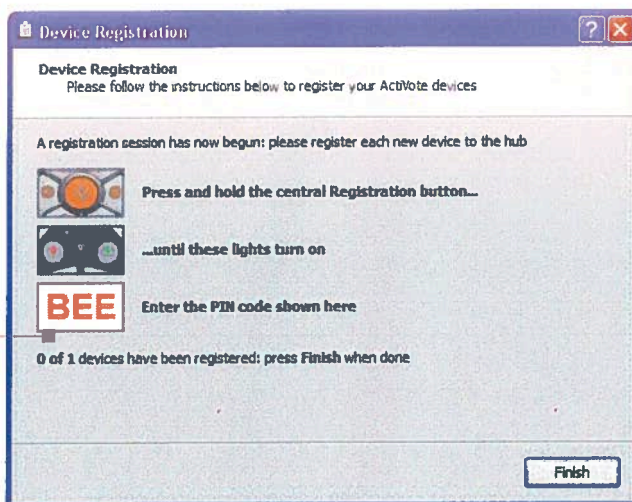 Device Registration
Device Registration
Please follow the instructions below to register your ActiVote devices
A registration session has now begun: please register each new device to the hub
Press and hold the central Registration button...
...until these lights turn on
BEE
Enter the PIN code shown here
0 of 1 devices have been registered: press Finish when done
Finish